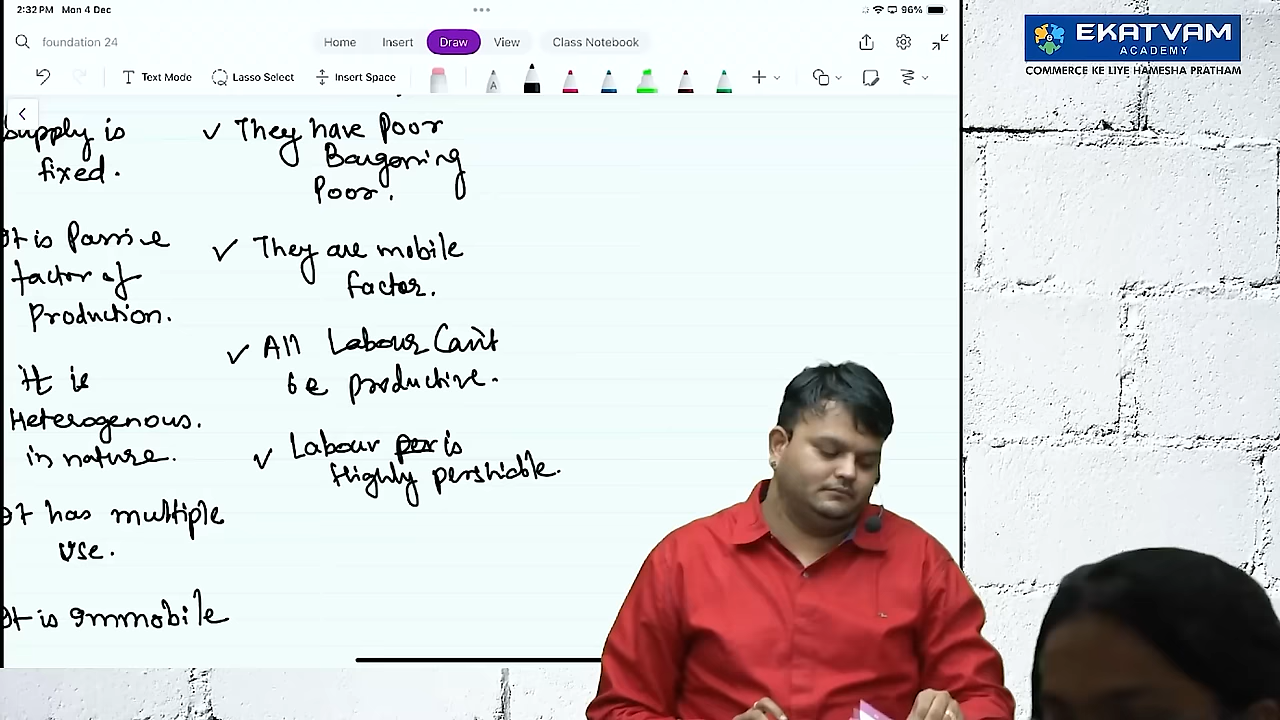 2:32 PM Mon 4 Dec
96%
foundation 24
Home Insert Draw View Class Notebook
Text Mode Lasso Select Insert Space
EKATVAM
ACADEMY
COMMERCE KE LIYE HAMESHA PRATHAM
Supply is
fixed.
It is Passive
factor of
Production.
It is
Heterogenous.
in nature.
It has multiple
use.
It is Immobile
They have Poor
Bargaining
Poor.
They are mobile
factor.
All Labour Can't
be productive.
Labour is
Highly perishable.